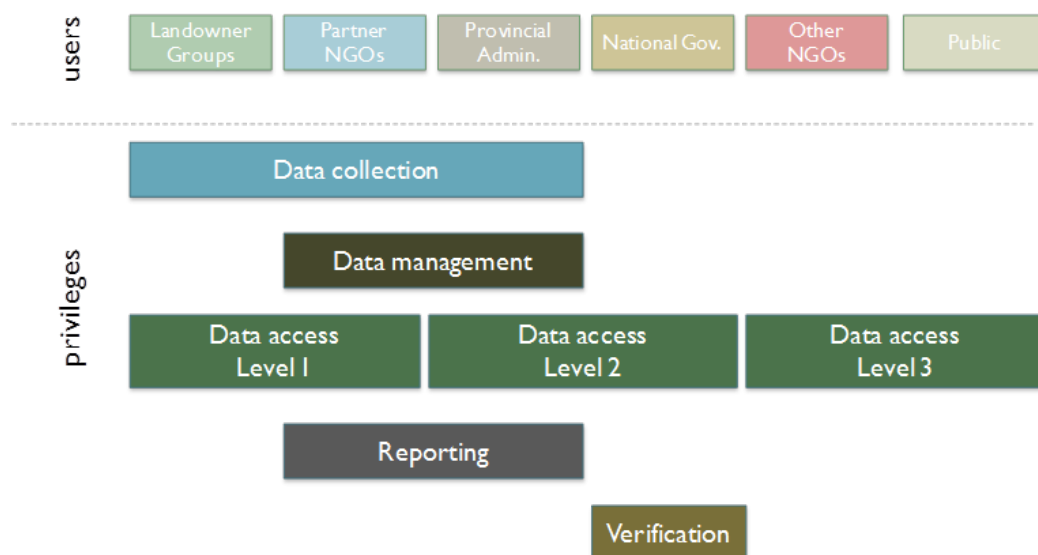 users
Landowner
Groups
Partner
NGOs
Provincial
Admin.
National Gov.
Other
NGOs
Public
privileges
Data collection
Data management
Data access
Level 1
Data access
Level 2
Data access
Level 3
Reporting
Verification